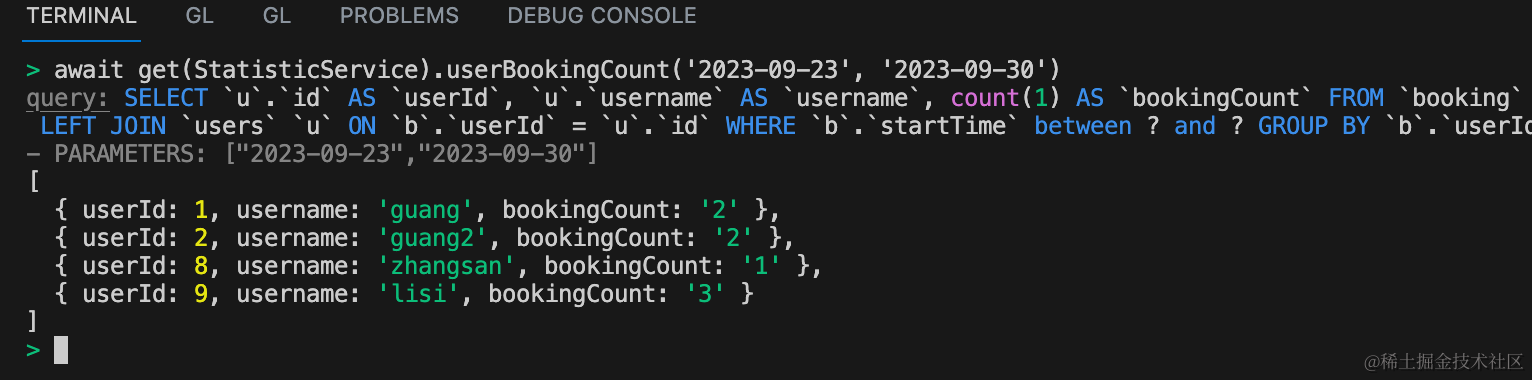 TERMINAL GL GL PROBLEMS DEBUG CONSOLE
> await get(StatisticService).userBookingCount('2023-09-23', '2023-09-30')
query: SELECT `u`.`id` AS `userId`, `u`.`username` AS `username`, count(1) AS `bookingCount` FROM `booking`
LEFT JOIN `users` `u` ON `b`.`userId` = `u`.`id` WHERE `b`.`startTime` between ? and ? GROUP BY `b`.
- PARAMETERS: ["2023-09-23","2023-09-30"]
[
{ userId: 1, username: 'guang', bookingCount: '2' },
{ userId: 2, username: 'guang2', bookingCount: '2' },
{ userId: 8, username: 'zhangsan', bookingCount: '1' },
{ userId: 9, username: 'lisi', bookingCount: '3' }
]
>
@稀土掘金技术社区